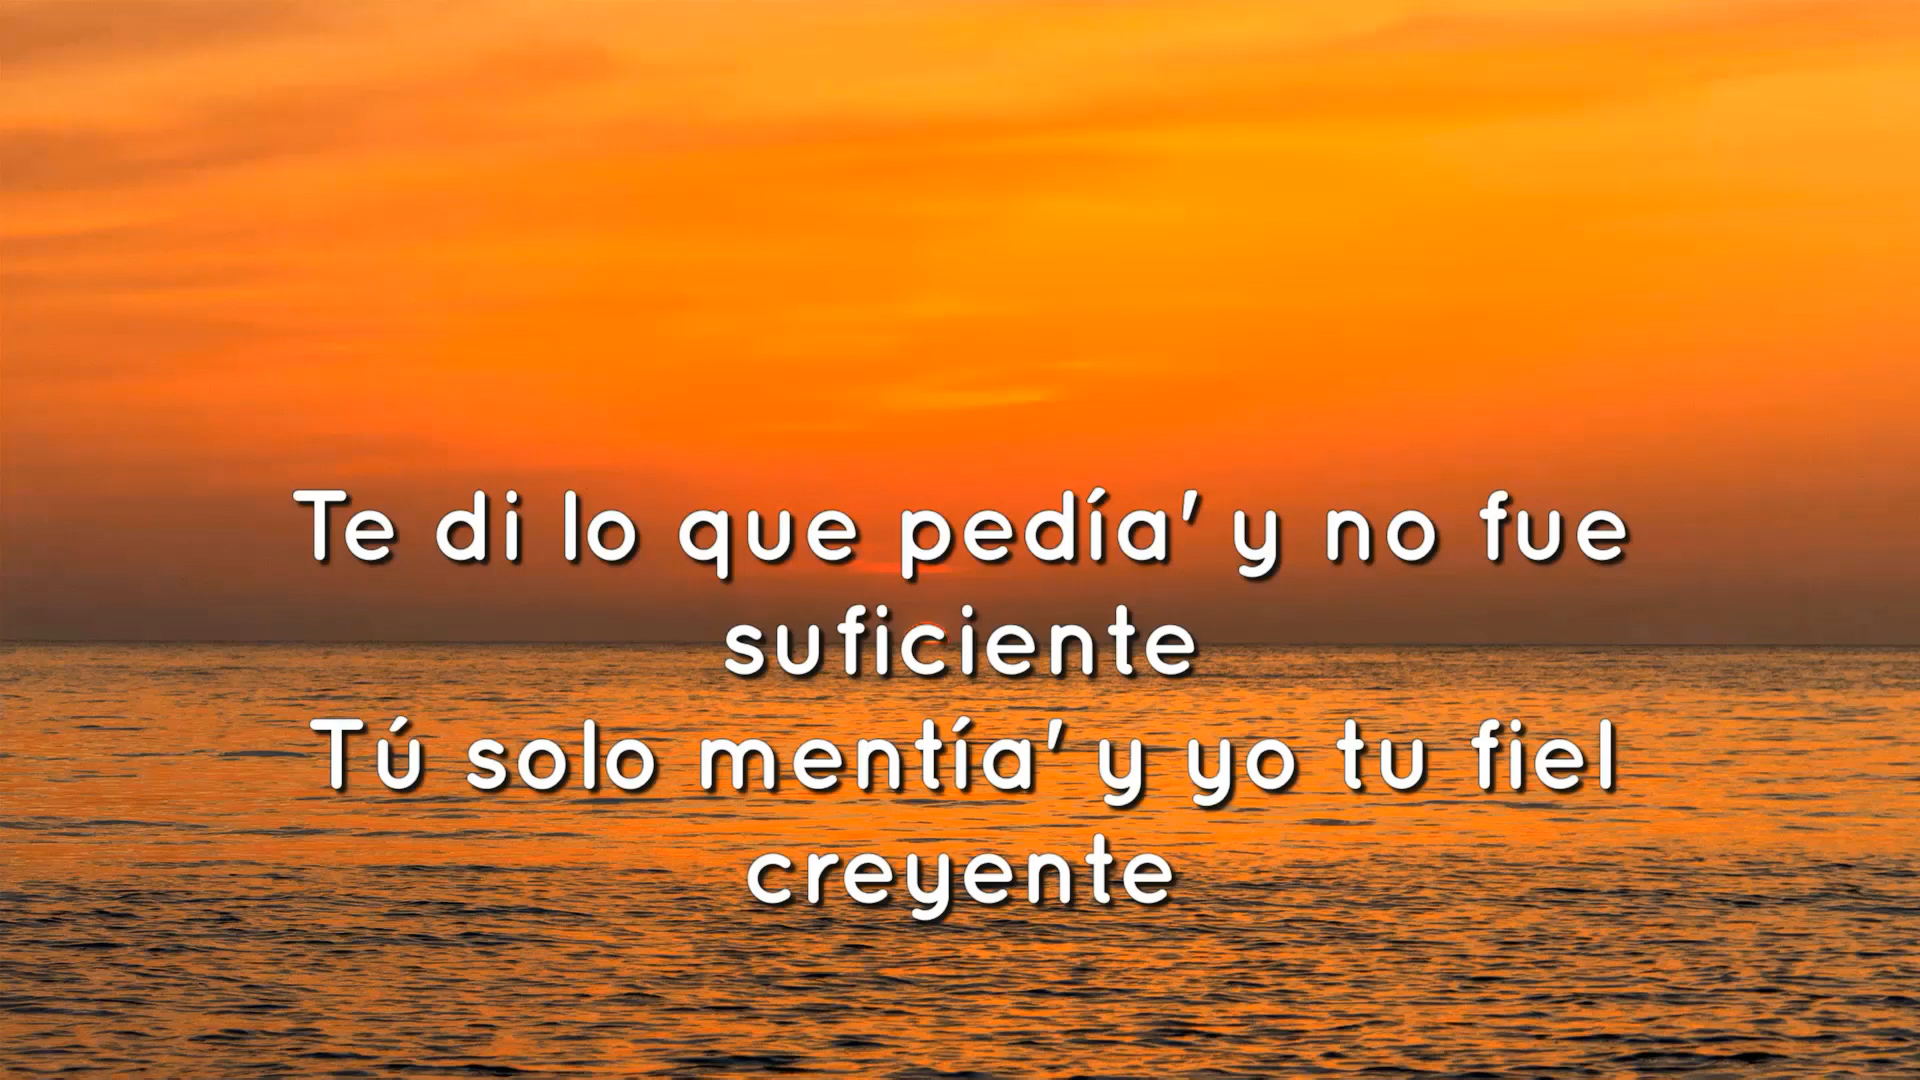 Te di lo que pedía' y no fue
suficiente
Tú solo mentía' y yo tu fiel
creyente